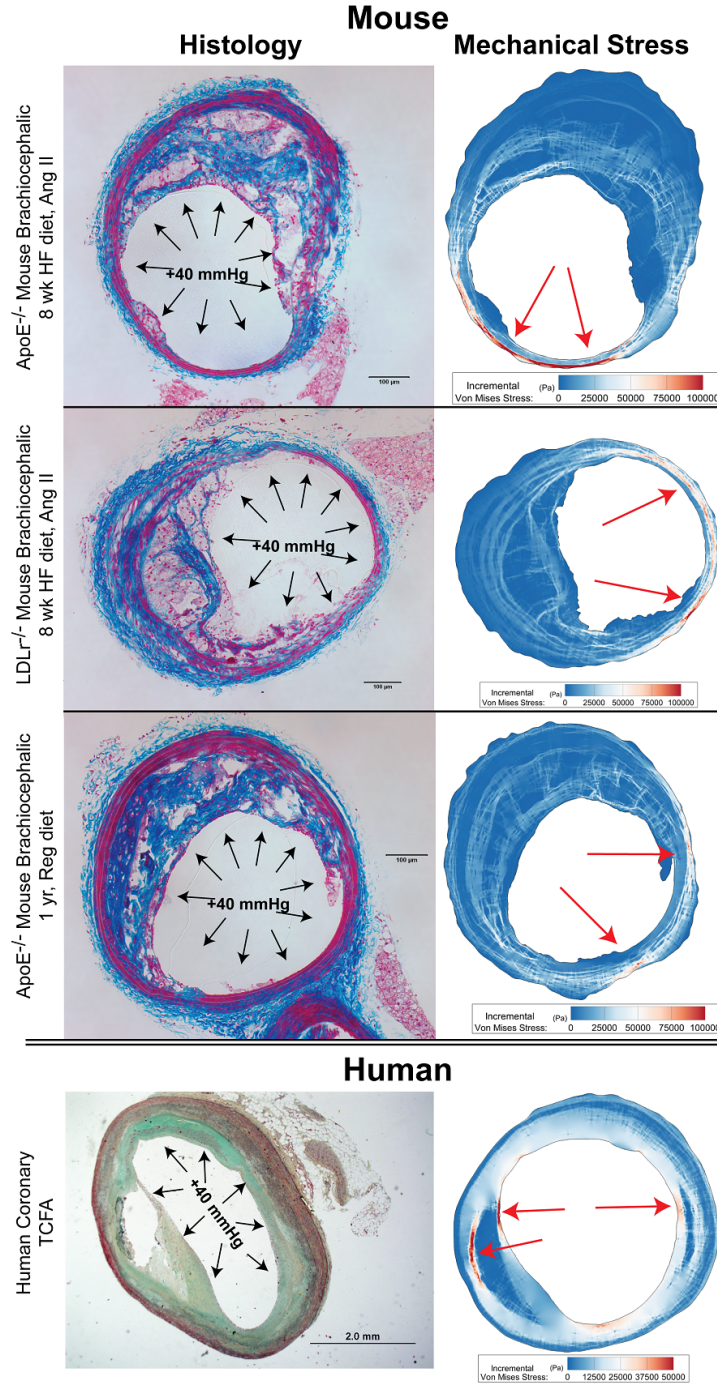 Mouse
Histology
Mechanical Stress
ApoE-/- Mouse Brachiocephalic
8 wk HF diet, Ang II
+40 mmHg
100 µm
Incremental
Von Mises Stress:
(Pa)
0 25000 50000 75000 100000
LDLr-/- Mouse Brachiocephalic
8 wk HF diet, Ang II
+40 mmHg
100 µm
Incremental
Von Mises Stress:
(Pa)
0 25000 50000 75000 100000
ApoE-/- Mouse Brachiocephalic
1 yr, Reg diet
+40 mmHg
100 µm
Incremental
Von Mises Stress:
(Pa)
0 25000 50000 75000 100000
Human
Human Coronary
TCFA
+40 mmHg
2.0 mm
Incremental
Von Mises Stress:
(Pa)
0 12500 25000 37500 50000